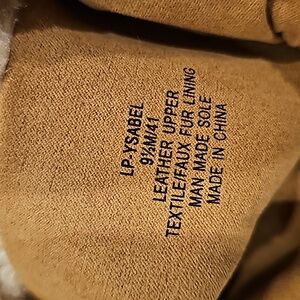 LP-YSABEL
9½M/41
LEATHER UPPER
TEXTILE/FAUX FUR LINING
MAN MADE SOLE
MADE IN CHINA